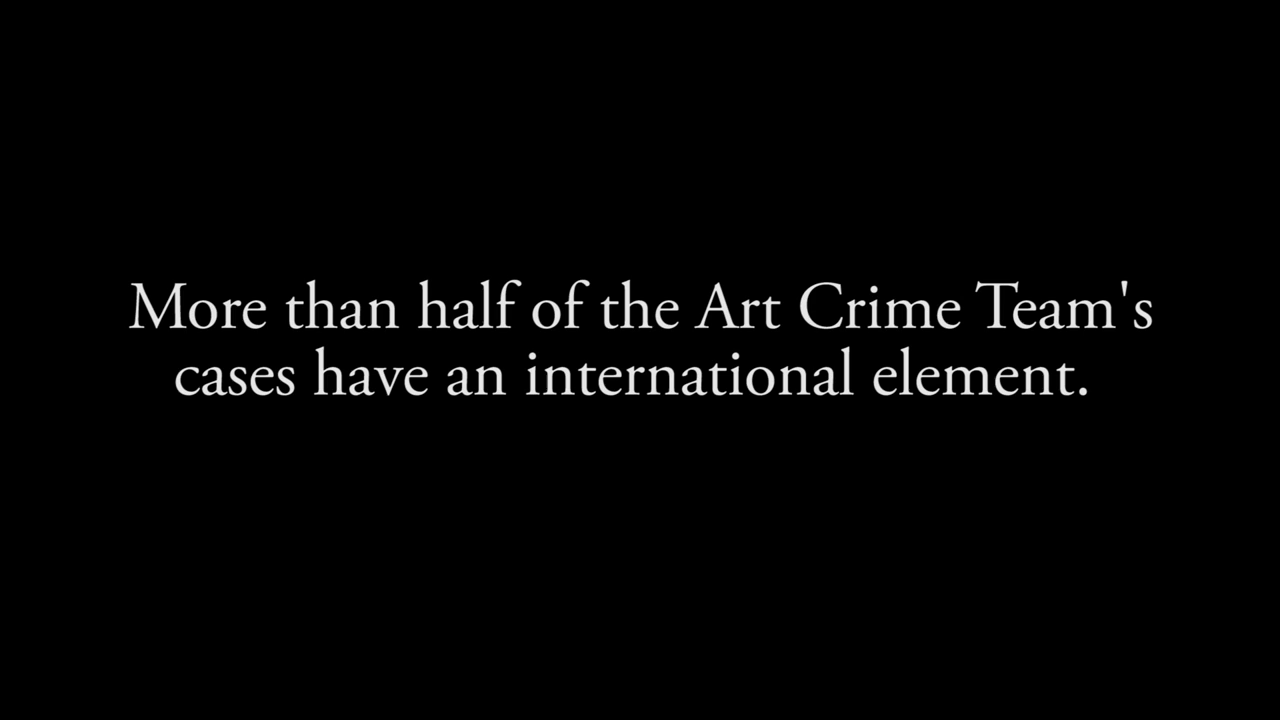 More than half of the Art Crime Team's
cases have an international element.